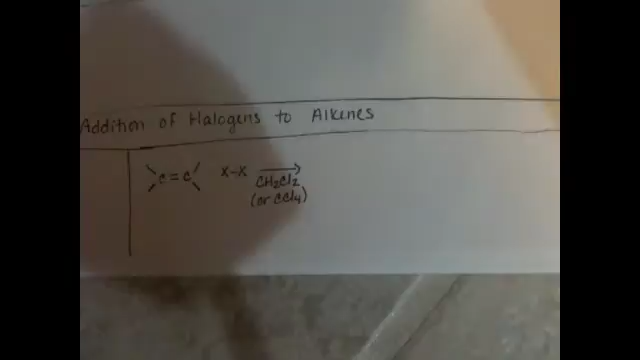 Addition of Halogens to Alkenes
C=C X-X →
CH₂Cl₂
(or CCl₄)